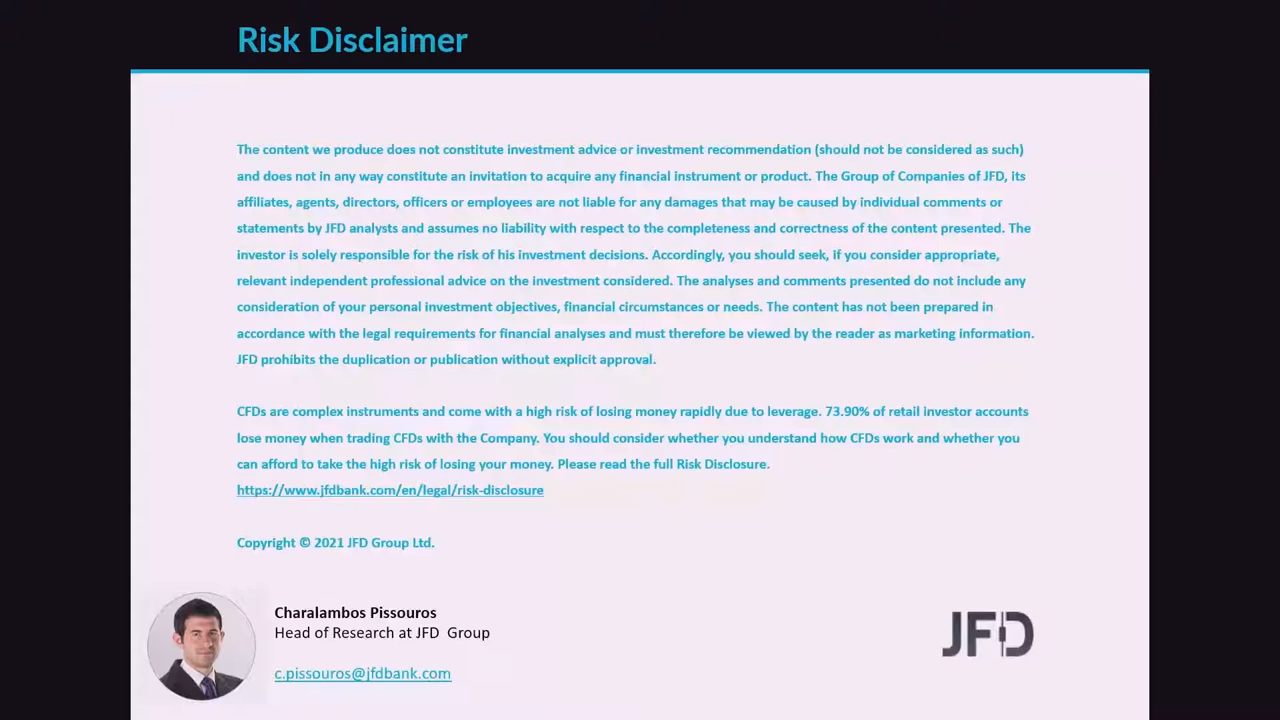 Risk Disclaimer
The content we produce does not constitute investment advice or investment recommendation (should not be considered as such)
and does not in any way constitute an invitation to acquire any financial instrument or product. The Group of Companies of JFD, its
affiliates, agents, directors, officers or employees are not liable for any damages that may be caused by individual comments or
statements by JFD analysts and assumes no liability with respect to the completeness and correctness of the content presented. The
investor is solely responsible for the risk of his investment decisions. Accordingly, you should seek, if you consider appropriate,
relevant independent professional advice on the investment considered. The analyses and comments presented do not include any
consideration of your personal investment objectives, financial circumstances or needs. The content has not been prepared in
accordance with the legal requirements for financial analyses and must therefore be viewed by the reader as marketing information.
JFD prohibits the duplication or publication without explicit approval.
CFDs are complex instruments and come with a high risk of losing money rapidly due to leverage. 73.90% of retail investor accounts
lose money when trading CFDs with the Company. You should consider whether you understand how CFDs work and whether you
can afford to take the high risk of losing your money. Please read the full Risk Disclosure.
https://www.jfdbank.com/en/legal/risk-disclosure
Copyright © 2021 JFD Group Ltd.
Charalambos Pissouros
Head of Research at JFD Group
c.pissouros@jfdbank.com
JFD